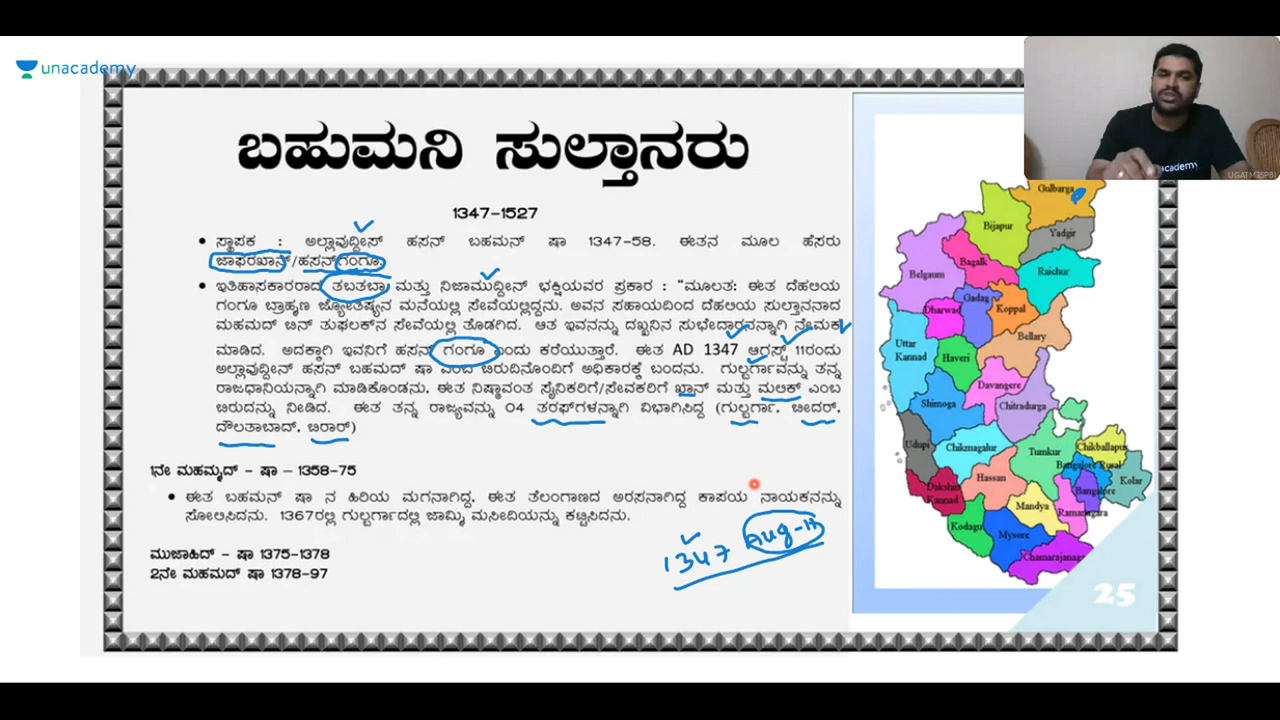 unacademy
ಬಹುಮನಿ ಸುಲ್ತಾನರು
1347-1527
• ಸ್ಥಾಪಕ : ಅಲ್ಲಾವುದ್ದೀನ್ ಹಸನ್ ಬಹಮನ್ ಷಾ 1347-58. ಈತನ ಮೂಲ ಹೆಸರು
ಜಾಫರಖಾನ್/ಹಸನ್‌ಗಂಗೂ.
• ಇತಿಹಾಸಕಾರರಾದ ತಬತಬಾ ಮತ್ತು ನಿಜಾಮುದ್ದೀನ್ ಭಕ್ಷಿಯವರ ಪ್ರಕಾರ : "ಮೂಲತ: ಈತ ದೆಹಲಿಯ
ಗಂಗೂ ಬ್ರಾಹ್ಮಣ ಜ್ಯೋತಿಷ್ಯನ ಮನೆಯಲ್ಲಿ ಸೇವೆಯಲ್ಲಿದ್ದನು. ಅವನ ಸಹಾಯದಿಂದ ದೆಹಲಿಯ ಸುಲ್ತಾನನಾದ
ಮಹಮದ್ ಬಿನ್ ತುಘಲಕ್‌ನ ಸೇವೆಯಲ್ಲಿ ತೊಡಗಿದ. ಆತ ಇವನನ್ನು ದಖ್ಖನಿನ ಸುಭೇದಾರನನ್ನಾಗಿ ನೇಮಕ
ಮಾಡಿದ. ಅದಕ್ಕಾಗಿ ಇವನಿಗೆ ಹಸನ್ ಗಂಗೂ ಎಂದು ಕರೆಯುತ್ತಾರೆ. ಈತ AD 1347 ಆಗಸ್ಟ್ 11ರಂದು
ಅಲ್ಲಾವುದ್ದೀನ್ ಹಸನ್ ಬಹಮನ್ ಷಾ ಎಂಬ ಬಿರುದಿನೊಂದಿಗೆ ಅಧಿಕಾರಕ್ಕೆ ಬಂದನು. ಗುಲ್ಬರ್ಗಾವನ್ನು ತನ್ನ
ರಾಜಧಾನಿಯನ್ನಾಗಿ ಮಾಡಿಕೊಂಡನು, ಈತ ನಿಷ್ಠಾವಂತ ಸೈನಿಕರಿಗೆ/ಸೇವಕರಿಗೆ ಖಾನ್ ಮತ್ತು ಮಲಿಕ್ ಎಂಬ
ಬಿರುದನ್ನು ನೀಡಿದ. ಈತ ತನ್ನ ರಾಜ್ಯವನ್ನು 04 ತರಫ್‌ಗಳನ್ನಾಗಿ ವಿಭಾಗಿಸಿದ್ದ (ಗುಲ್ಬರ್ಗಾ, ಬೀದರ್,
ದೌಲತಾಬಾದ್, ಬಿರಾರ್)
1ನೇ ಮಹಮ್ಮದ್ - ಷಾ - 1358-75
• ಈತ ಬಹಮನ್ ಷಾ ನ ಹಿರಿಯ ಮಗನಾಗಿದ್ದ, ಈತ ತೆಲಂಗಾಣದ ಅರಸನಾಗಿದ್ದ ಕಾಪಯ ನಾಯಕನನ್ನು
ಸೋಲಿಸಿದನು. 1367ರಲ್ಲಿ ಗುಲ್ಬರ್ಗಾದಲ್ಲಿ ಜಾಮ್ಮಿ ಮಸೀದಿಯನ್ನು ಕಟ್ಟಿಸಿದನು.
1347 Aug-11
ಮುಜಾಹಿದ್ - ಷಾ 1375-1378
2ನೇ ಮಹಮದ್ ಷಾ 1378-97
academy
UGATM35P81
Gulbarga
Bijapur
Yadgir
Bagalk
Raichur
Belgaum
Gadag
Koppal
Dharwad
Bellary
Uttar
Kannad
Haveri
Davangere
Shimoga
Chitradurga
Udupi
Chikmagalur
Tumkur
Chikballapur
Bangalore Rural
Kolar
Hassan
Bangalore
Dakshin
Kannad
Mandya
Ramanagara
Kodagu
Mysore
Chamarajanaga
25